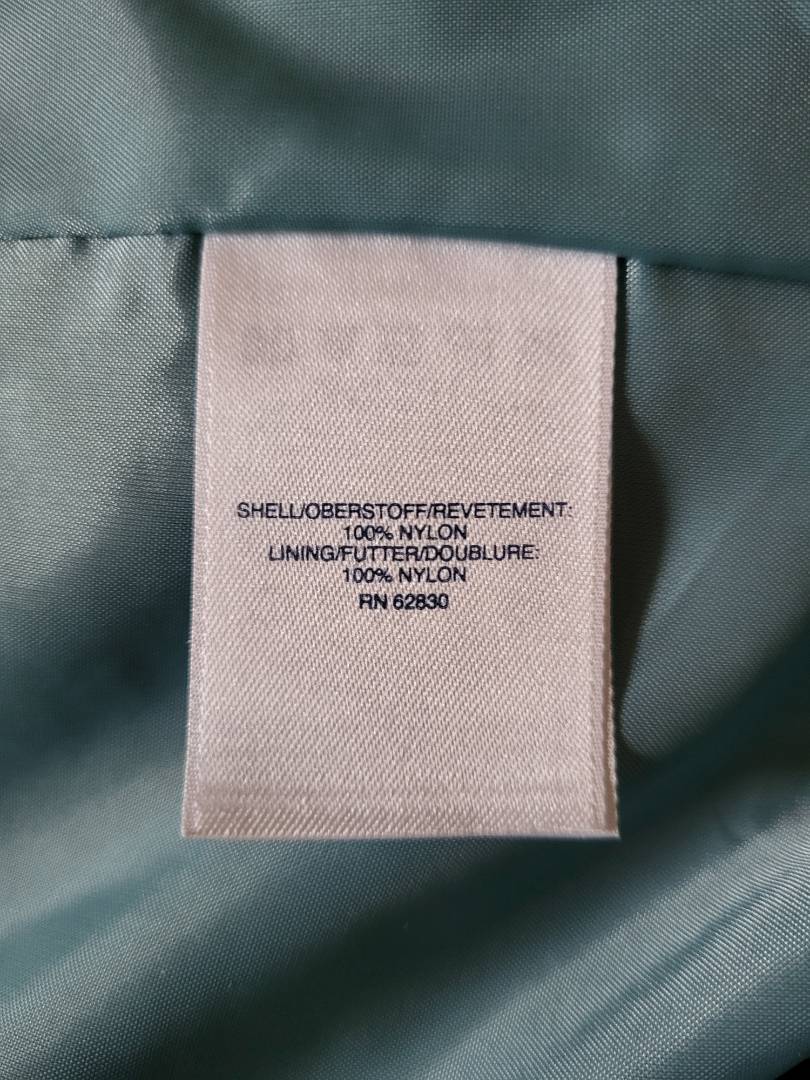 SHELL/OBERSTOFF/REVETEMENT:
100% NYLON
LINING/FUTTER/DOUBLURE:
100% NYLON
RN 62830